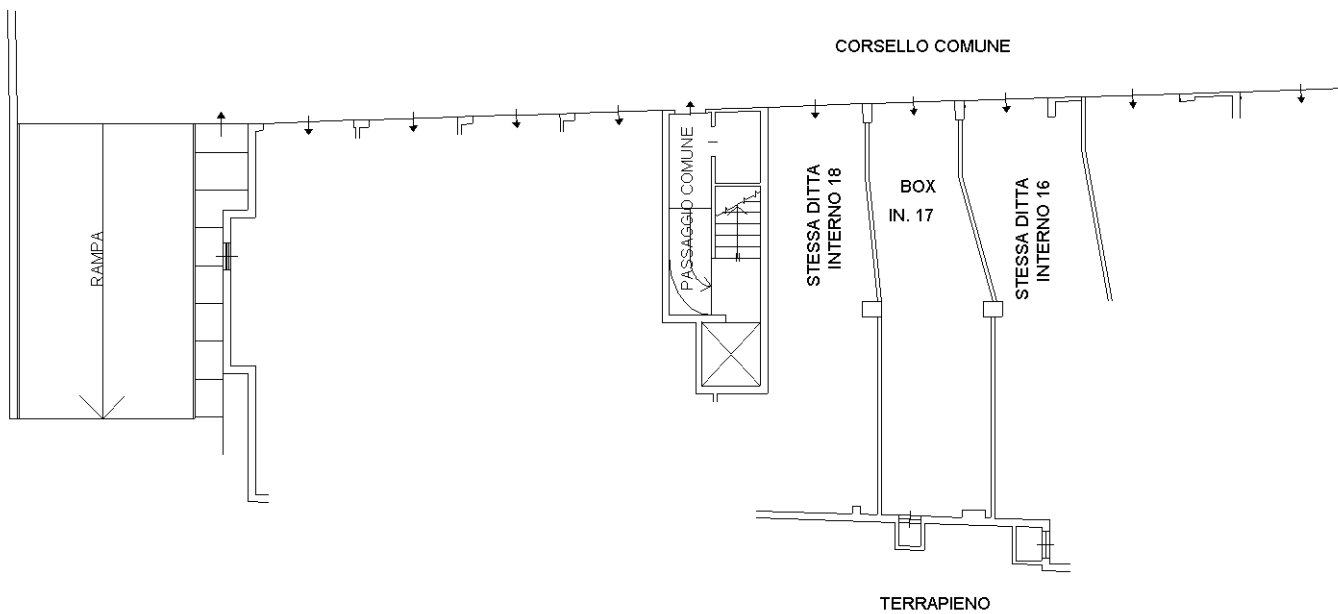 CORSELLO COMUNE
RAMPA
PASSAGGIO COMUNE
STESSA DITTA
INTERNO 18
BOX
IN. 17
STESSA DITTA
INTERNO 16
TERRAPIENO